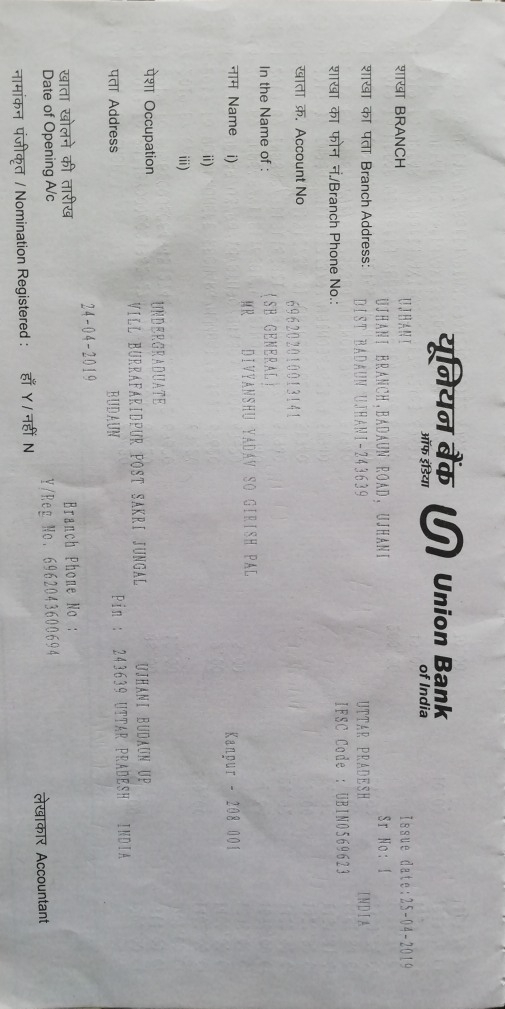 यूनियन बैंक Union Bank
ऑफ इंडिया of India
Issue date:25-04-2019
शाखा BRANCH UJHANI Sr No: 1
शाखा का पता Branch Address: UJHANI BRANCH,BADAUN ROAD, UJHANI
DIST BADAUN UJHANI-243639 UTTAR PRADESH INDIA
शाखा का फोन नं./Branch Phone No.: IFSC Code : UBIN0569623
खाता क्र. Account No 696202010013141
In the Name of : (SB GENERAL)
नाम Name i) MR DIVYANSHU YADAV SO GIRISH PAL
ii) Kanpur - 208 001
iii)
पेशा Occupation UNDERGRADUATE
पता Address VILL BURRAFARIDPUR POST SAKRI JUNGAL UJHANI BUDAUN UP
BUDAUN Pin : 243639 UTTAR PRADESH INDIA
खाता खोलने की तारीख 24-04-2019
Date of Opening A/c Branch Phone No :
नामांकन पंजीकृत / Nomination Registered : हाँ Y / नहीं N Y/Reg No. 6962043600694
लेखाकार Accountant